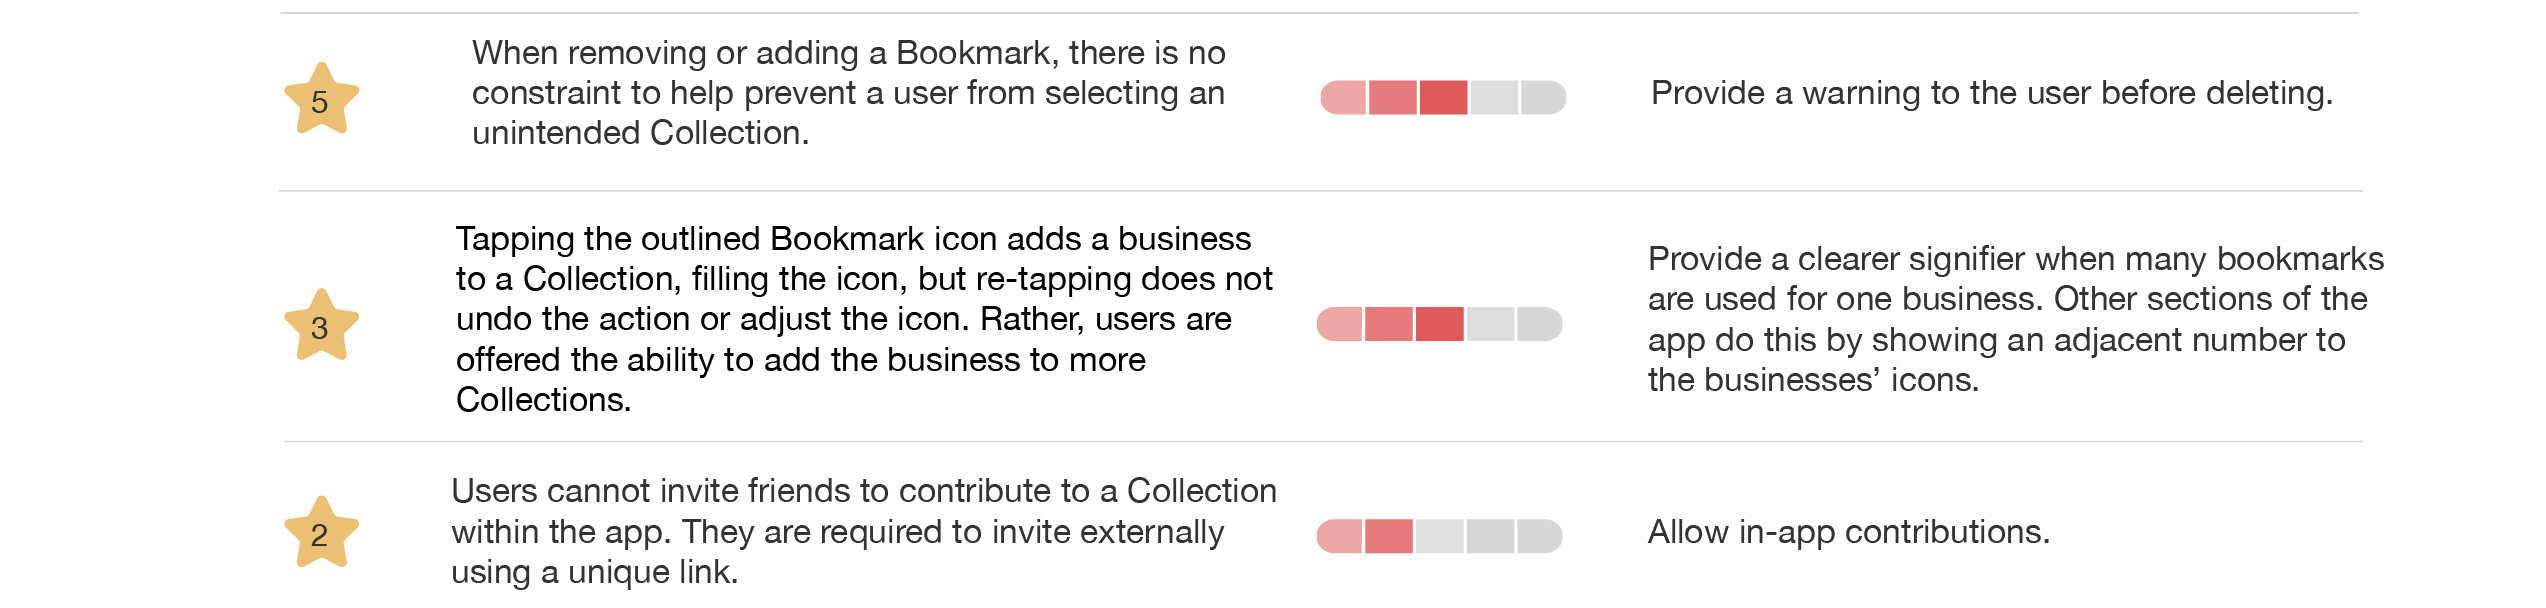 5
When removing or adding a Bookmark, there is no
constraint to help prevent a user from selecting an
unintended Collection.
Provide a warning to the user before deleting.
3
Tapping the outlined Bookmark icon adds a business
to a Collection, filling the icon, but re-tapping does not
undo the action or adjust the icon. Rather, users are
offered the ability to add the business to more
Collections.
Provide a clearer signifier when many bookmarks
are used for one business. Other sections of the
app do this by showing an adjacent number to
the businesses’ icons.
2
Users cannot invite friends to contribute to a Collection
within the app. They are required to invite externally
using a unique link.
Allow in-app contributions.